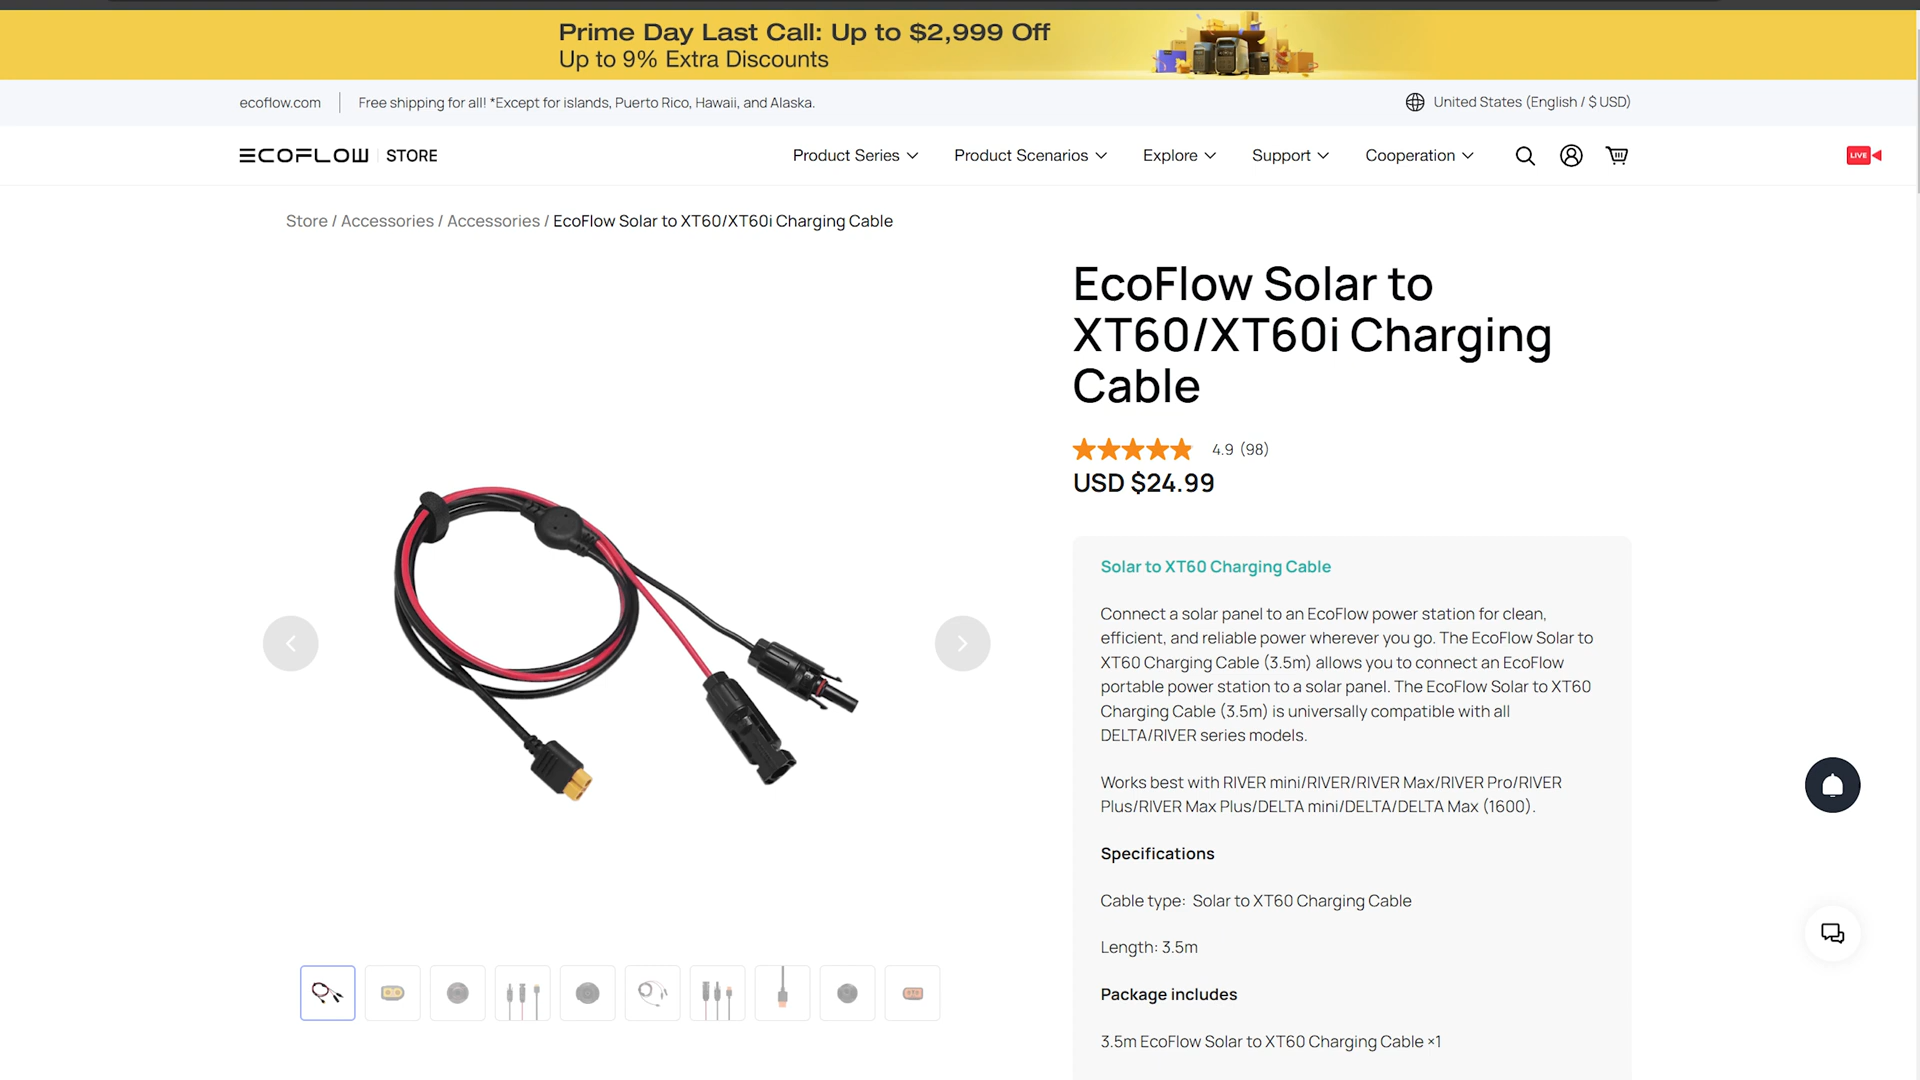 Prime Day Last Call: Up to $2,999 Off
Up to 9% Extra Discounts
ecoflow.com
Free shipping for all! *Except for islands, Puerto Rico, Hawaii, and Alaska.
United States (English / $ USD)
ECOFLOW STORE
Product Series
Product Scenarios
Explore
Support
Cooperation
LIVE
Store / Accessories / Accessories / EcoFlow Solar to XT60/XT60i Charging Cable
EcoFlow Solar to
XT60/XT60i Charging
Cable
4.9 (98)
USD $24.99
Solar to XT60 Charging Cable
Connect a solar panel to an EcoFlow power station for clean,
efficient, and reliable power wherever you go. The EcoFlow Solar to
XT60 Charging Cable (3.5m) allows you to connect an EcoFlow
portable power station to a solar panel. The EcoFlow Solar to XT60
Charging Cable (3.5m) is universally compatible with all
DELTA/RIVER series models.
Works best with RIVER mini/RIVER/RIVER Max/RIVER Pro/RIVER
Plus/RIVER Max Plus/DELTA mini/DELTA/DELTA Max (1600).
Specifications
Cable type: Solar to XT60 Charging Cable
Length: 3.5m
Package includes
3.5m EcoFlow Solar to XT60 Charging Cable ×1